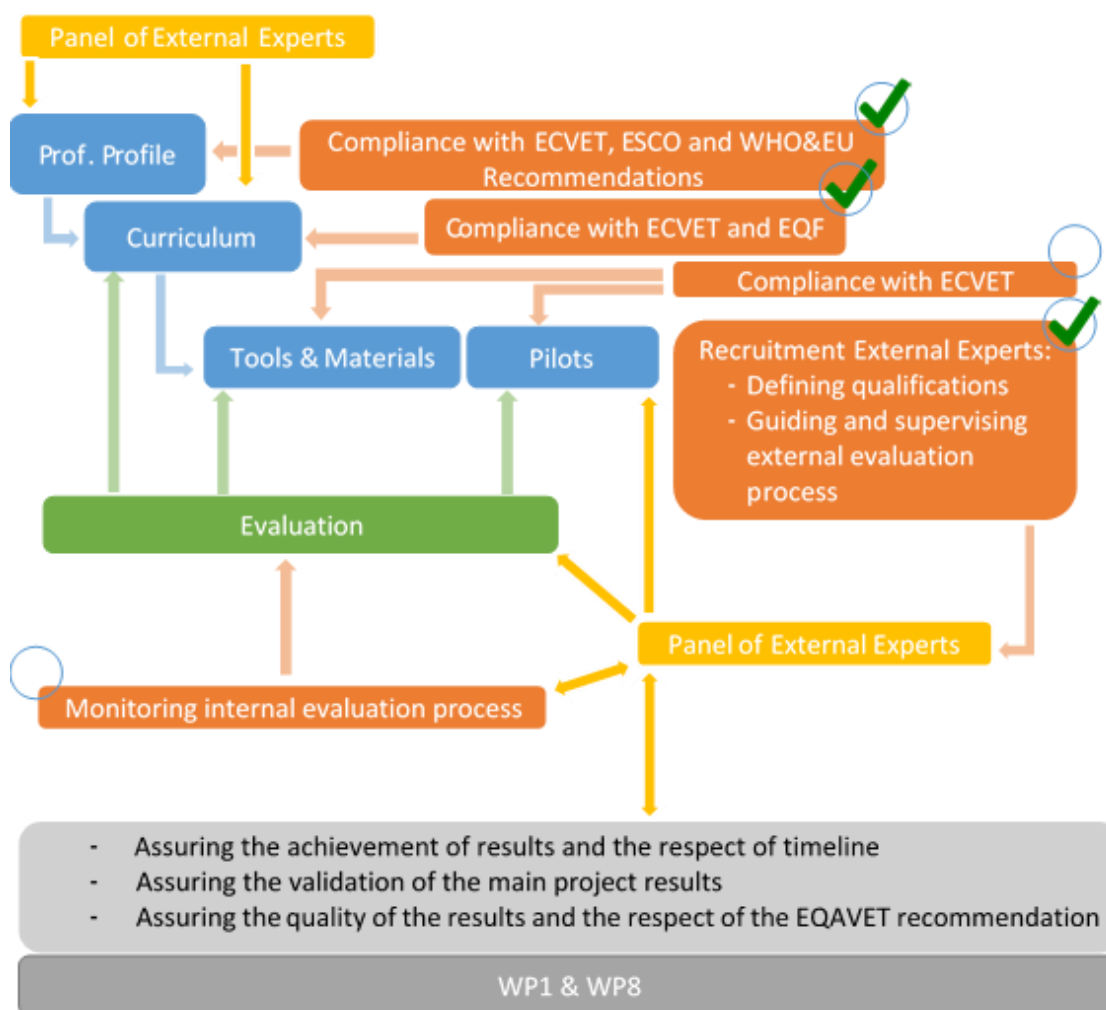 Panel of External Experts
Prof. Profile
Compliance with ECVET, ESCO and WHO&EU
Recommendations
Curriculum
Compliance with ECVET and EQF
Compliance with ECVET
Tools & Materials
Pilots
Recruitment External Experts:
- Defining qualifications
- Guiding and supervising
external evaluation
process
Evaluation
Panel of External Experts
Monitoring internal evaluation process
- Assuring the achievement of results and the respect of timeline
- Assuring the validation of the main project results
- Assuring the quality of the results and the respect of the EQAVET recommendation
WP1 & WP8